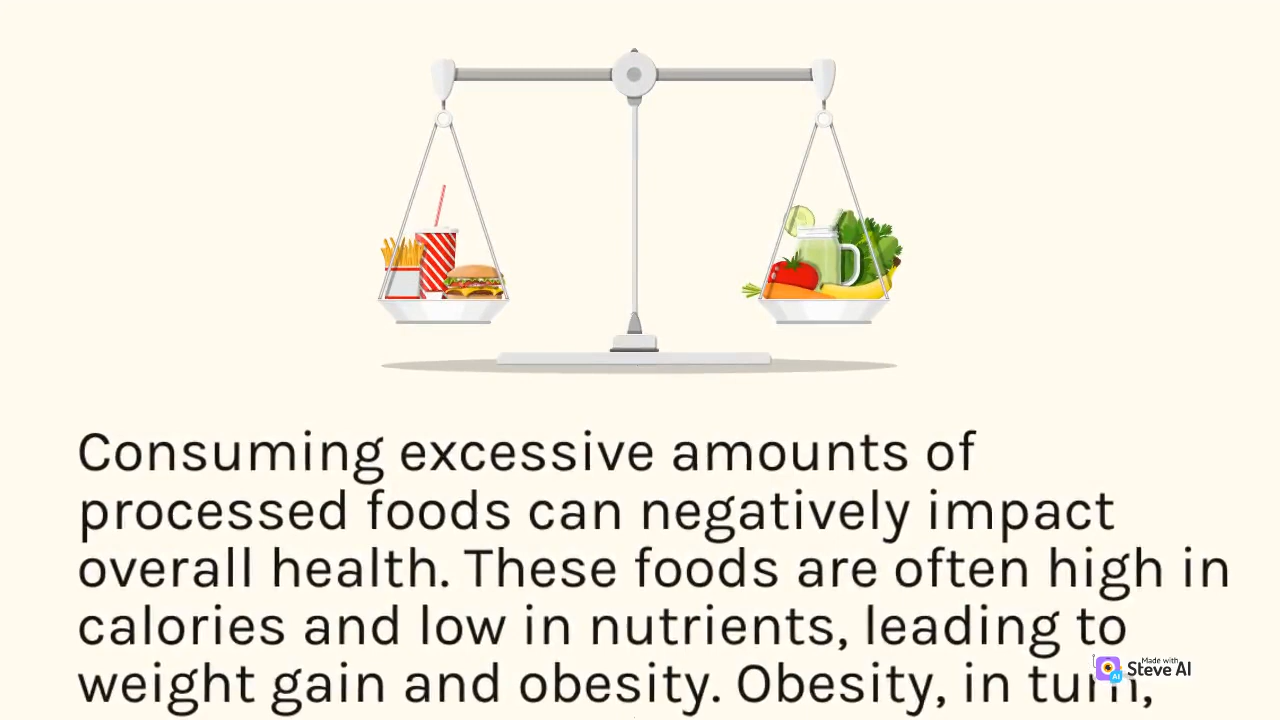 Consuming excessive amounts of
processed foods can negatively impact
overall health. These foods are often high in
calories and low in nutrients, leading to
weight gain and obesity. Obesity, in turn,
Made with
Steve AI
AI